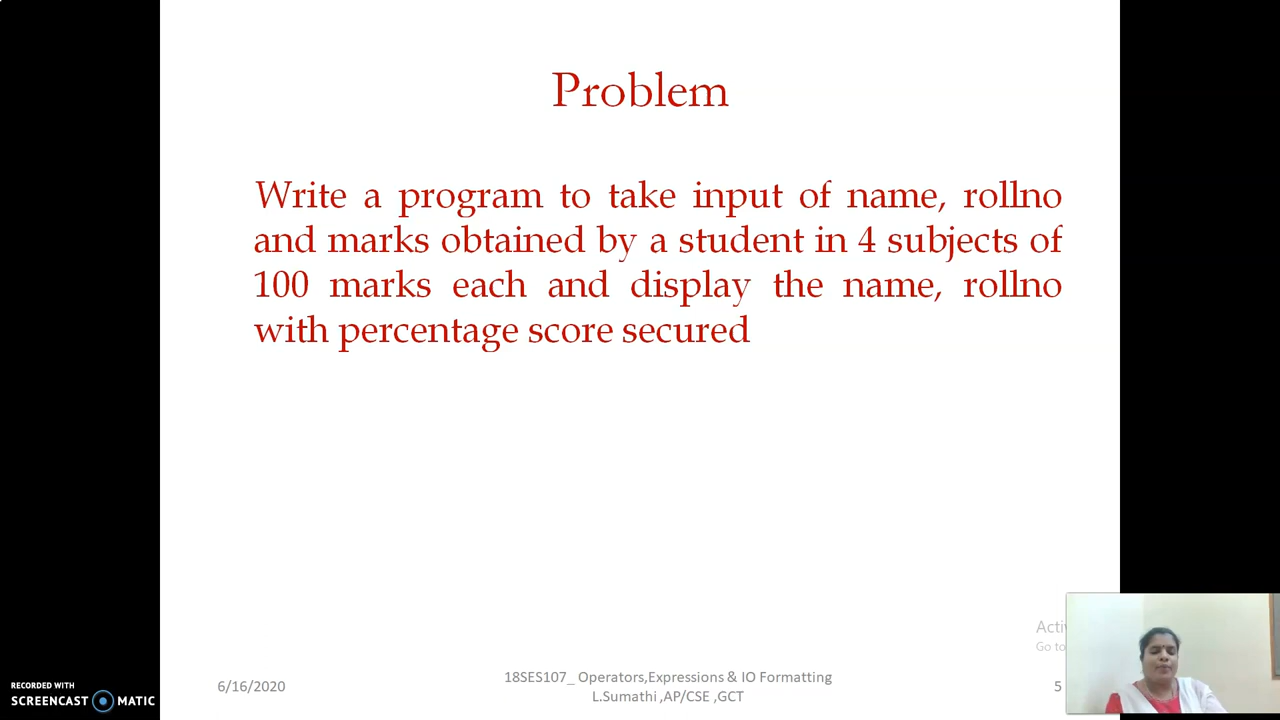 Problem
Write a program to take input of name, rollno
and marks obtained by a student in 4 subjects of
100 marks each and display the name, rollno
with percentage score secured
Go to
6/16/2020
18SES107_ Operators,Expressions & IO Formatting
L.Sumathi ,AP/CSE ,GCT
5
RECORDED WITH
SCREENCAST MATIC